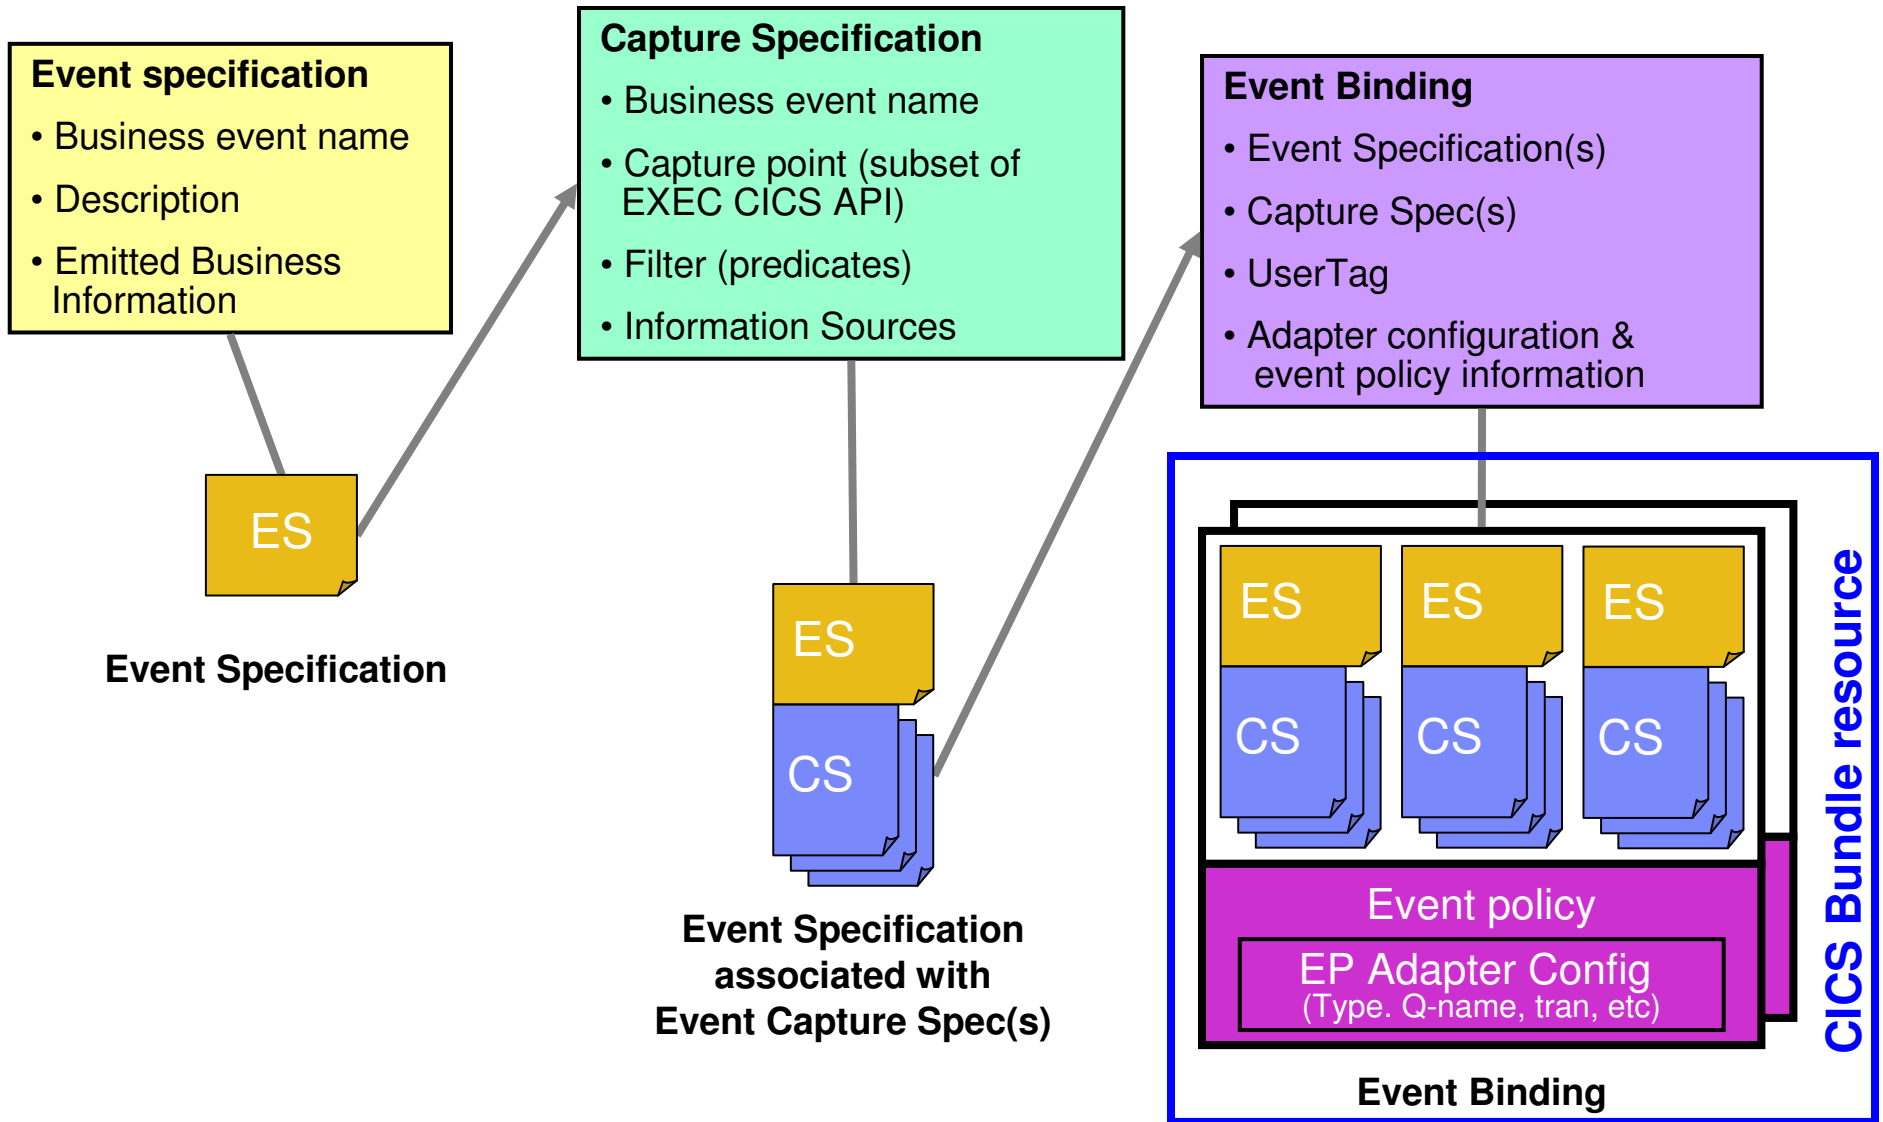 Event specification
• Business event name
• Description
• Emitted Business
Information
ES
Event Specification
Capture Specification
• Business event name
• Capture point (subset of
EXEC CICS API)
• Filter (predicates)
• Information Sources
ES
CS
Event Specification
associated with
Event Capture Spec(s)
Event Binding
• Event Specification(s)
• Capture Spec(s)
• UserTag
• Adapter configuration &
event policy information
ES ES ES
CS CS CS
Event policy
EP Adapter Config
(Type. Q-name, tran, etc)
Event Binding
CICS Bundle resource